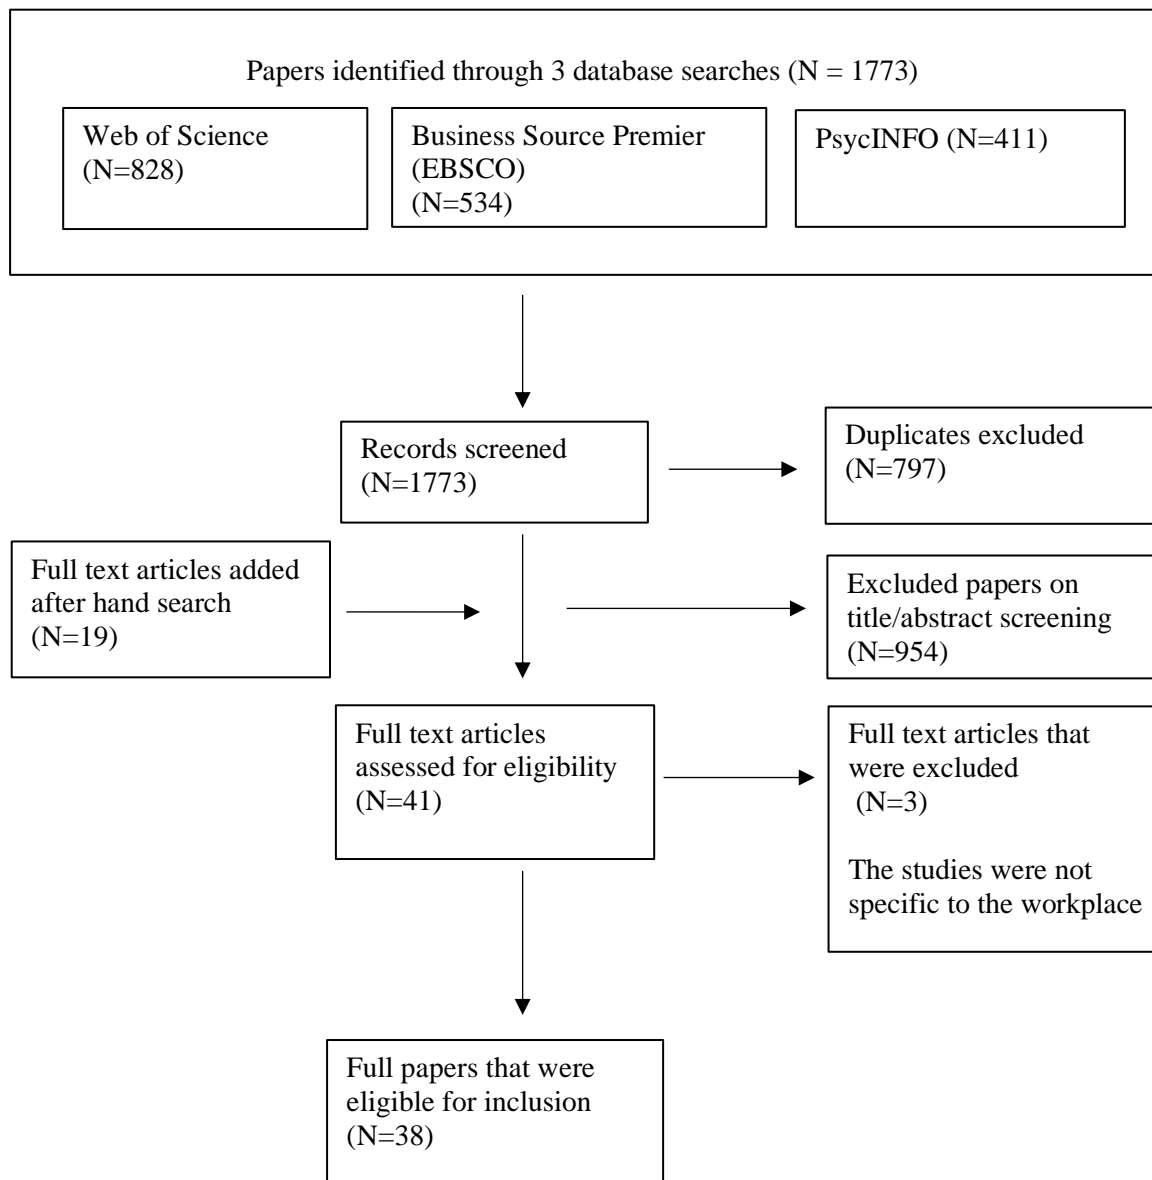 Papers identified through 3 database searches (N = 1773)
Web of Science
(N=828)
Business Source Premier
(EBSCO)
(N=534)
PsycINFO (N=411)
Records screened
(N=1773)
Duplicates excluded
(N=797)
Full text articles added
after hand search
(N=19)
Excluded papers on
title/abstract screening
(N=954)
Full text articles
assessed for eligibility
(N=41)
Full text articles that
were excluded
(N=3)
The studies were not
specific to the workplace
Full papers that were
eligible for inclusion
(N=38)